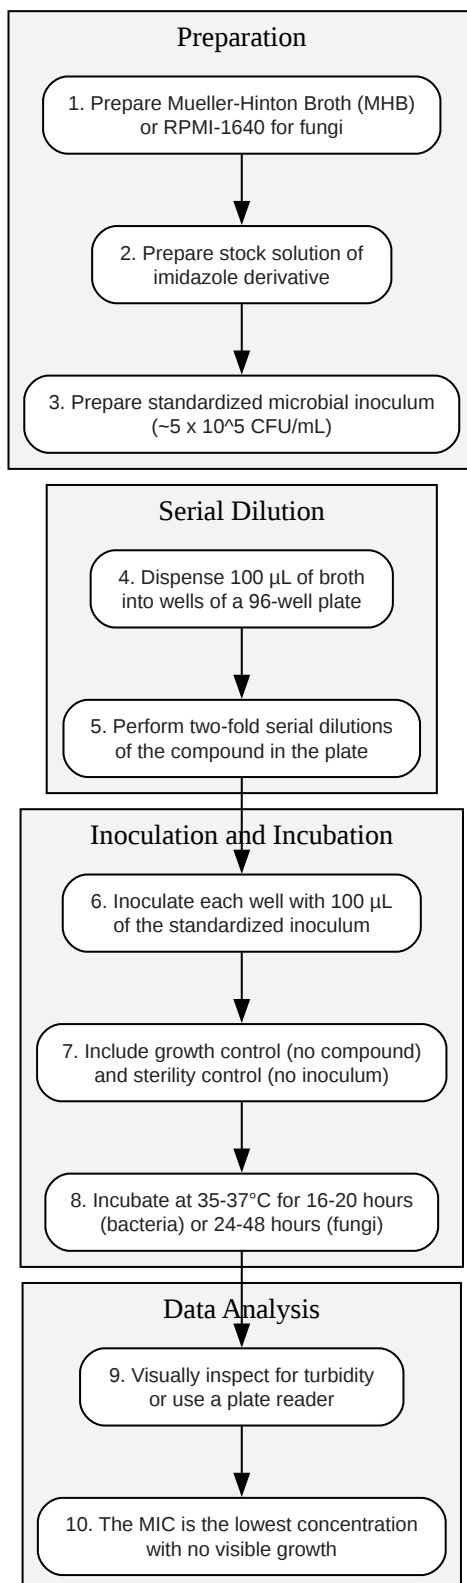 Preparation
1. Prepare Mueller-Hinton Broth (MHB)
or RPMI-1640 for fungi
2. Prepare stock solution of
imidazole derivative
3. Prepare standardized microbial inoculum
(~5 x 10^5 CFU/mL)
Serial Dilution
4. Dispense 100 µL of broth
into wells of a 96-well plate
5. Perform two-fold serial dilutions
of the compound in the plate
Inoculation and Incubation
6. Inoculate each well with 100 µL
of the standardized inoculum
7. Include growth control (no compound)
and sterility control (no inoculum)
8. Incubate at 35-37°C for 16-20 hours
(bacteria) or 24-48 hours (fungi)
Data Analysis
9. Visually inspect for turbidity
or use a plate reader
10. The MIC is the lowest concentration
with no visible growth